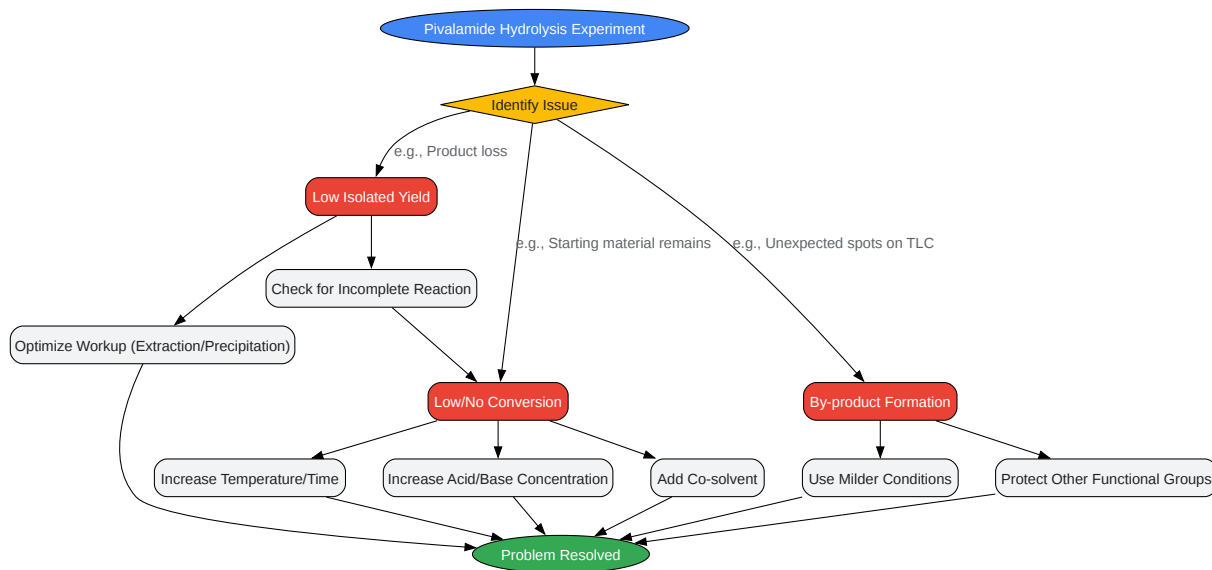 Pivalamide Hydrolysis Experiment
Identify Issue
e.g., Product loss
Low Isolated Yield
e.g., Starting material remains
e.g., Unexpected spots on TLC
Check for Incomplete Reaction
Optimize Workup (Extraction/Precipitation)
Low/No Conversion
By-product Formation
Increase Temperature/Time
Increase Acid/Base Concentration
Add Co-solvent
Use Milder Conditions
Protect Other Functional Groups
Problem Resolved